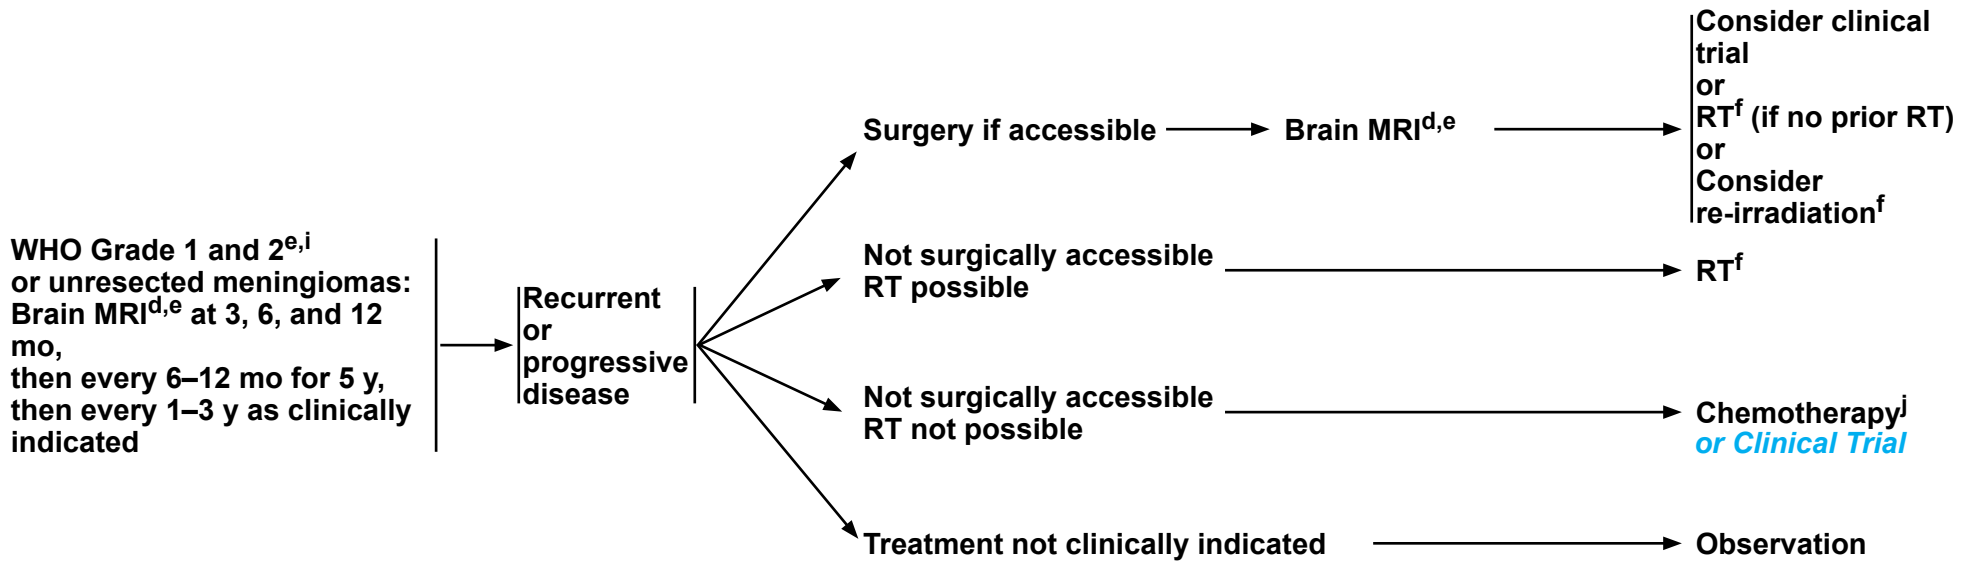 WHO Grade 1 and 2e,i
or unresected meningiomas:
Brain MRId,e at 3, 6, and 12
mo,
then every 6–12 mo for 5 y,
then every 1–3 y as clinically
indicated
Recurrent
or
progressive
disease
Surgery if accessible
Brain MRId,e
Consider clinical
trial
or
RTf (if no prior RT)
or
Consider
re-irradiationf
Not surgically accessible
RT possible
RTf
Not surgically accessible
RT not possible
Chemotherapyj
or Clinical Trial
Treatment not clinically indicated
Observation